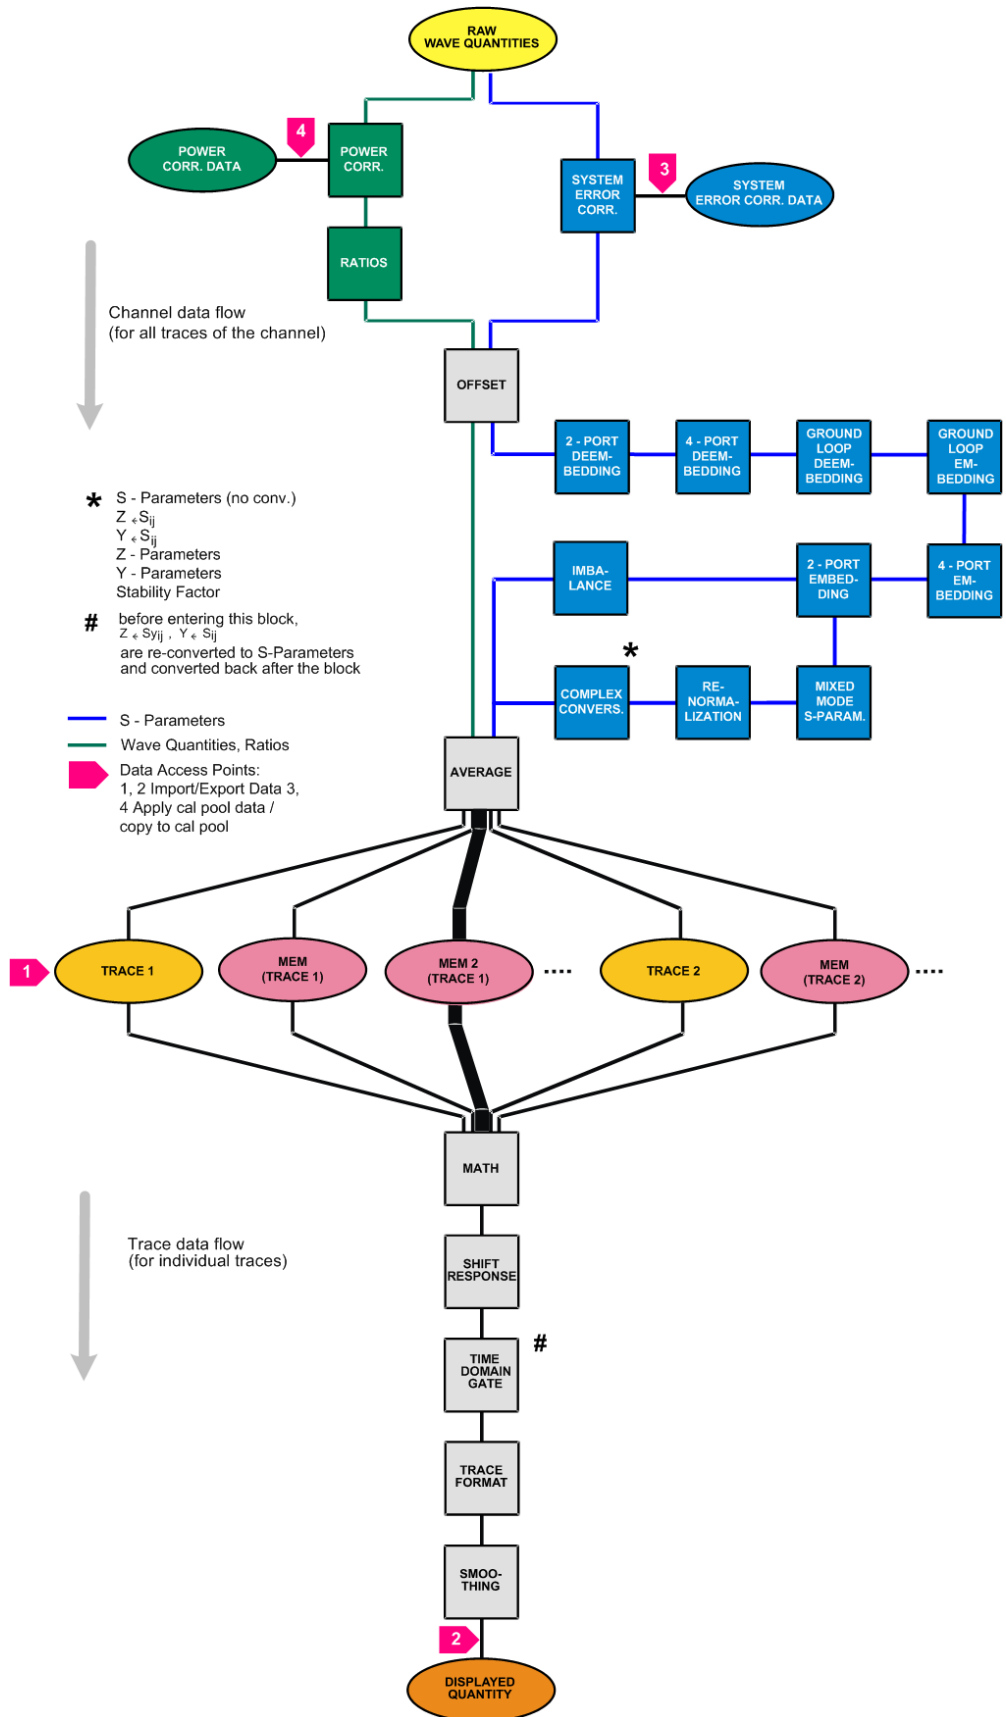 RAW
WAVE QUANTITIES
4
POWER
CORR. DATA
POWER
CORR.
3
SYSTEM
ERROR
CORR.
SYSTEM
ERROR CORR. DATA
RATIOS
Channel data flow
(for all traces of the channel)
OFFSET
2 - PORT
DEEM-
BEDDING
4 - PORT
DEEM-
BEDDING
GROUND
LOOP
DEEM-
BEDDING
GROUND
LOOP
EM-
BEDDING
* S - Parameters (no conv.)
Z ← Sij
Y ← Sij
Z - Parameters
Y - Parameters
Stability Factor
IMBA-
LANCE
2 - PORT
EMBED-
DING
4 - PORT
EM-
BEDDING
# before entering this block,
Z ← Syij , Y ← Sij
are re-converted to S-Parameters
and converted back after the block
*
COMPLEX
CONVERS.
RE-
NORMA-
LIZATION
MIXED
MODE
S-PARAM.
S - Parameters
Wave Quantities, Ratios
Data Access Points:
1, 2 Import/Export Data 3,
4 Apply cal pool data /
copy to cal pool
AVERAGE
1
TRACE 1
MEM
(TRACE 1)
MEM 2
(TRACE 1)
....
TRACE 2
MEM
(TRACE 2)
....
MATH
Trace data flow
(for individual traces)
SHIFT
RESPONSE
#
TIME
DOMAIN
GATE
TRACE
FORMAT
SMOO-
THING
2
DISPLAYED
QUANTITY